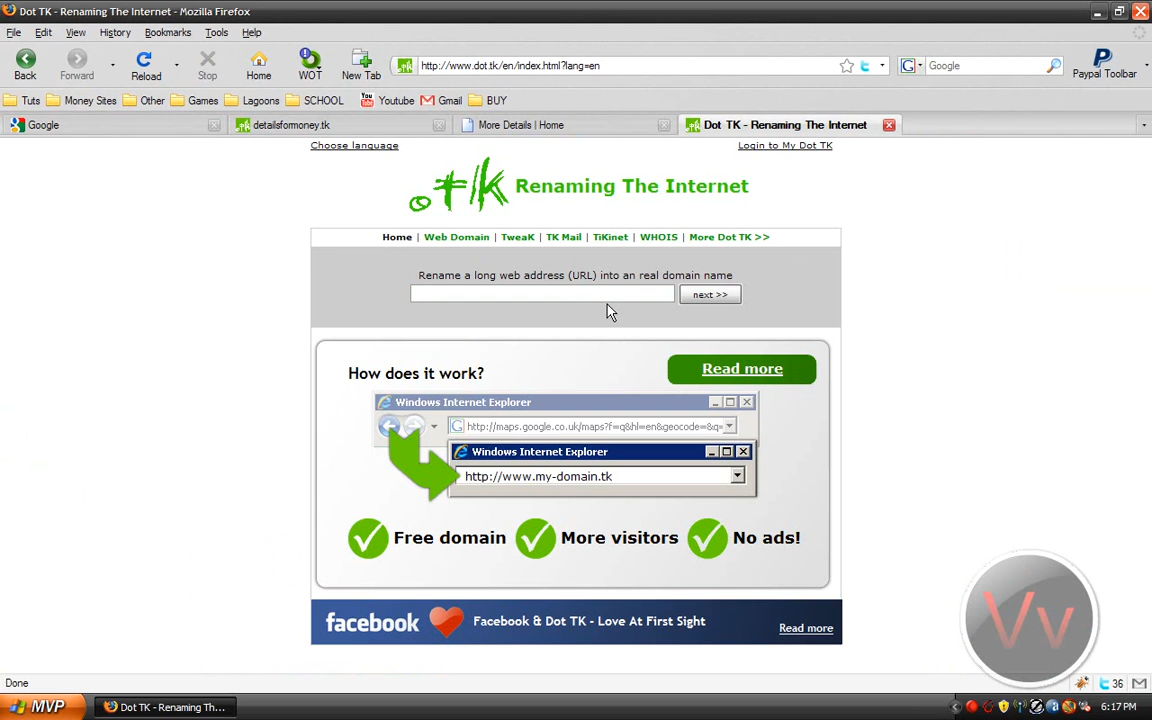 Dot TK - Renaming The Internet - Mozilla Firefox
File Edit View History Bookmarks Tools Help
Back Forward Reload Stop Home WOT New Tab http://www.dot.tk/en/index.html?lang=en Google Paypal Toolbar
Tuts Money Sites Other Games Lagoons SCHOOL Youtube Gmail BUY
Google detailsformoney.tk More Details | Home Dot TK - Renaming The Internet
Choose language Login to My Dot TK
.tk Renaming The Internet
Home | Web Domain | TweaK | TK Mail | TiKinet | WHOIS | More Dot TK >>
Rename a long web address (URL) into an real domain name
next >>
How does it work? Read more
Windows Internet Explorer
http://maps.google.co.uk/maps?f=q&hl=en&geocode=&q=
Windows Internet Explorer
http://www.my-domain.tk
Free domain More visitors No ads!
facebook Facebook & Dot TK - Love At First Sight Read more
Vv
Done 36
MVP Dot TK - Renaming Th... 6:17 PM